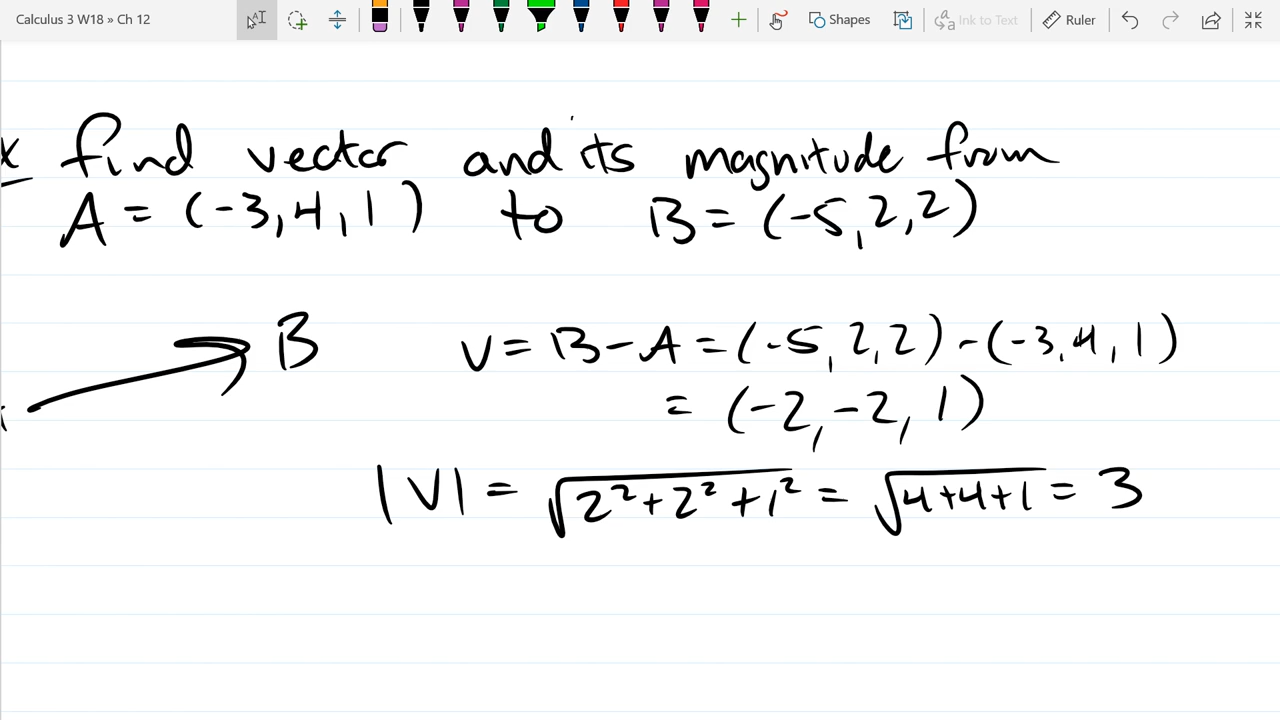 Calculus 3 W18 » Ch 12
Shapes
Ink to Text
Ruler
x find vector and its magnitude from
A = (-3,4,1) to B = (-5,2,2)
B
V = B - A = (-5,2,2) - (-3,4,1)
= (-2,-2,1)
|V| = √2²+2²+1² = √4+4+1 = 3